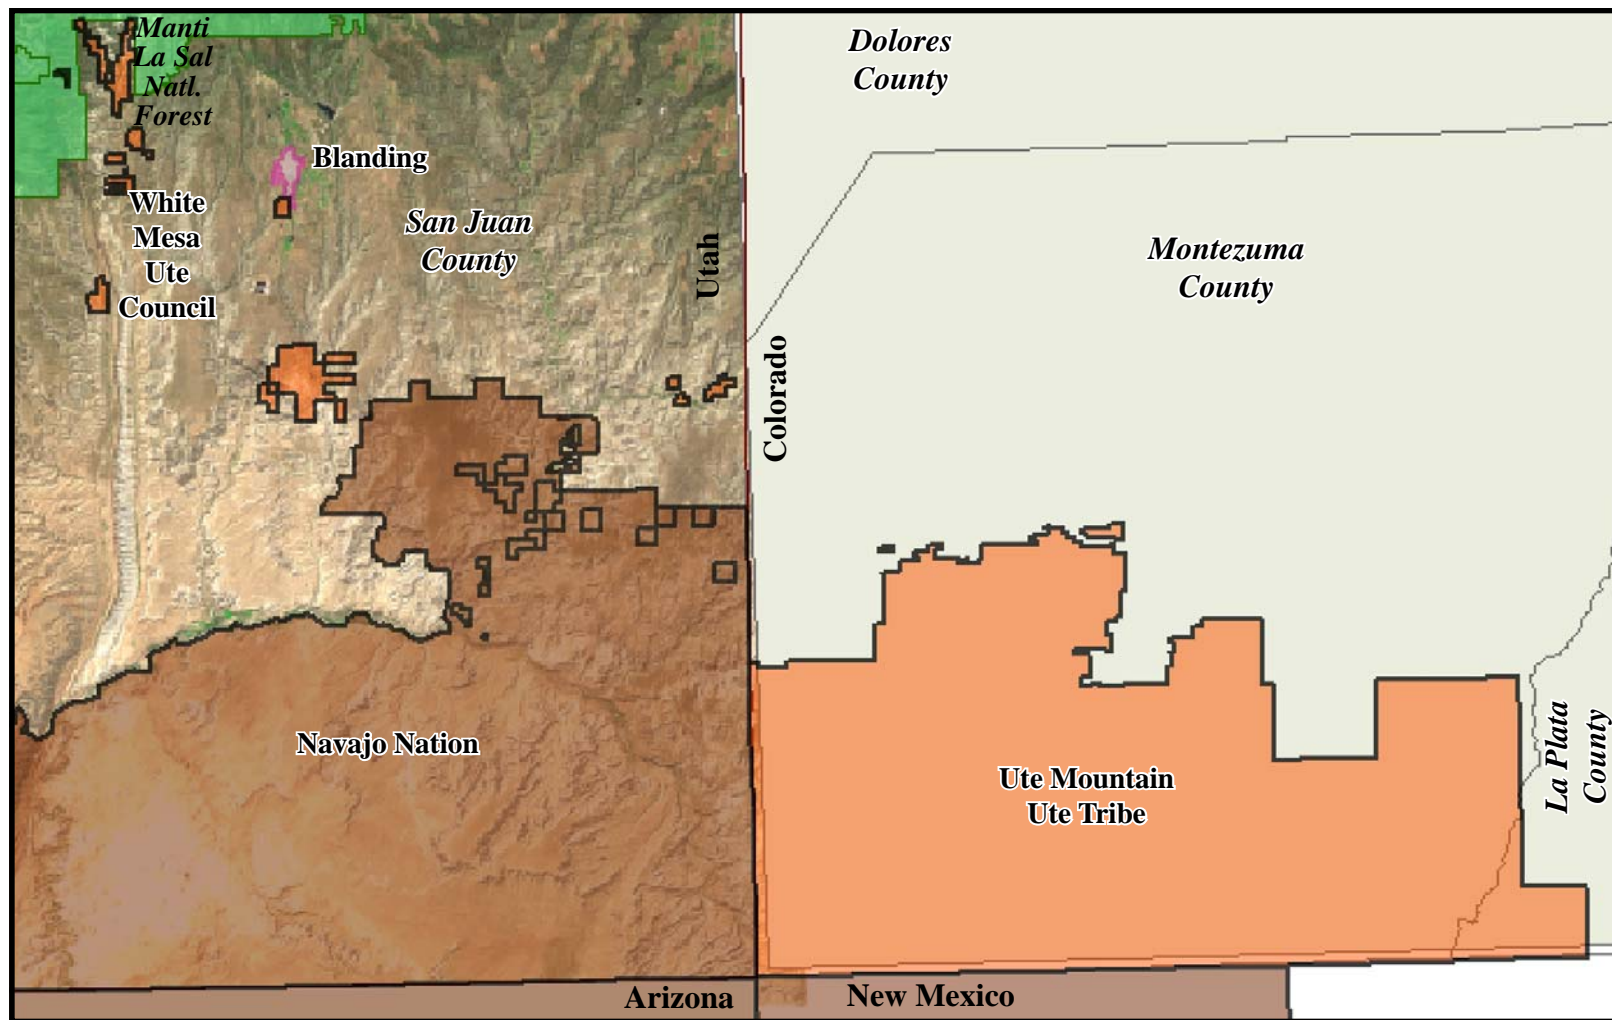 Manti
La Sal
Natl.
Forest
Dolores
County
Blanding
White
Mesa
Ute
Council
San Juan
County
Utah
Colorado
Montezuma
County
Navajo Nation
Ute Mountain
Ute Tribe
La Plata
County
Arizona
New Mexico